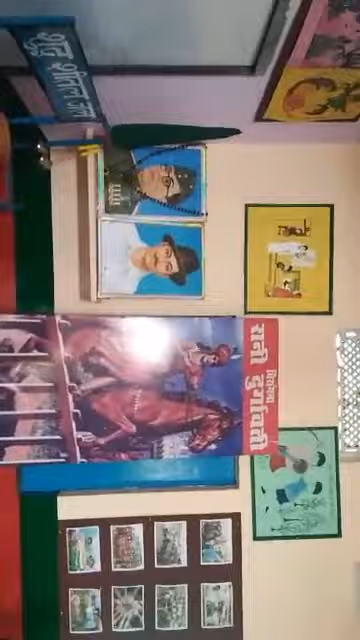 शुद्ध शीतल जल
रानी दुर्गावती